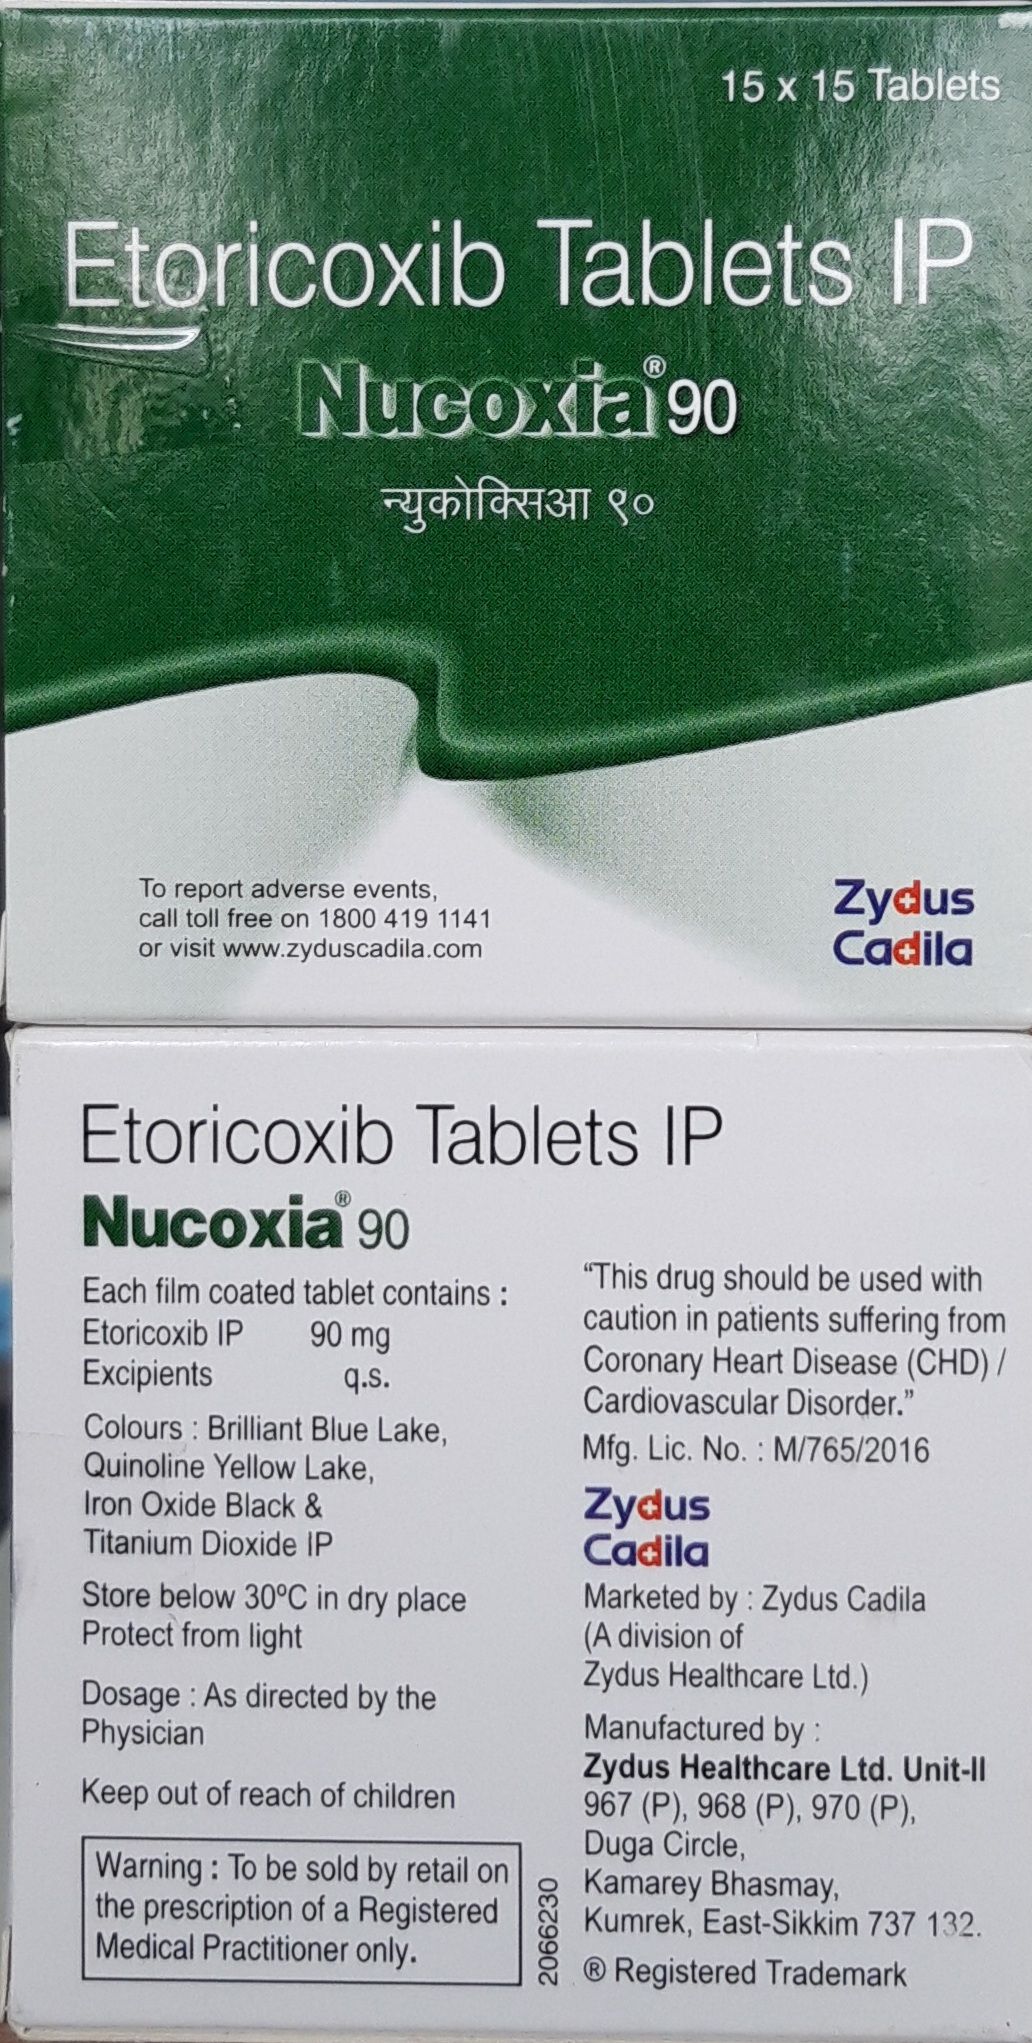 15 x 15 Tablets
Etoricoxib Tablets IP
Nucoxia® 90
न्युकोक्सिआ ९०
To report adverse events,
call toll free on 1800 419 1141
or visit www.zyduscadila.com
Zydus
Cadila
Etoricoxib Tablets IP
Nucoxia® 90
Each film coated tablet contains :
Etoricoxib IP 90 mg
Excipients q.s.
Colours : Brilliant Blue Lake,
Quinoline Yellow Lake,
Iron Oxide Black &
Titanium Dioxide IP
Store below 30ºC in dry place
Protect from light
Dosage : As directed by the
Physician
Keep out of reach of children
Warning : To be sold by retail on
the prescription of a Registered
Medical Practitioner only.
2066230
“This drug should be used with
caution in patients suffering from
Coronary Heart Disease (CHD) /
Cardiovascular Disorder.”
Mfg. Lic. No. : M/765/2016
Zydus
Cadila
Marketed by : Zydus Cadila
(A division of
Zydus Healthcare Ltd.)
Manufactured by :
Zydus Healthcare Ltd. Unit-II
967 (P), 968 (P), 970 (P),
Duga Circle,
Kamarey Bhasmay,
Kumrek, East-Sikkim 737 132.
® Registered Trademark